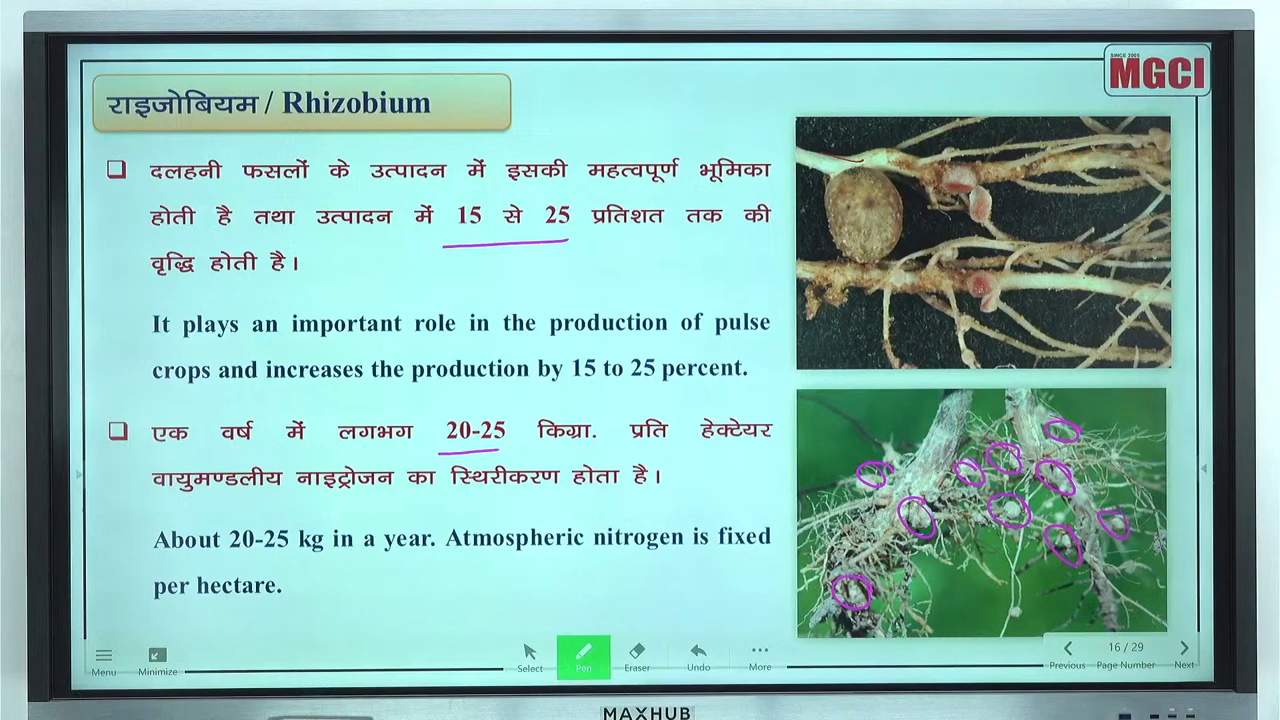 SINCE 2005
MGCI
राइजोबियम / Rhizobium
❑ दलहनी फसलों के उत्पादन में इसकी महत्वपूर्ण भूमिका
होती है तथा उत्पादन में 15 से 25 प्रतिशत तक की
वृद्धि होती है।
It plays an important role in the production of pulse
crops and increases the production by 15 to 25 percent.
❑ एक वर्ष में लगभग 20-25 किग्रा. प्रति हेक्टेयर
वायुमण्डलीय नाइट्रोजन का स्थिरीकरण होता है।
About 20-25 kg in a year. Atmospheric nitrogen is fixed
per hectare.
Menu
Minimize
Select
Pen
Eraser
Undo
More
Previous
16 / 29
Page Number
Next
MAXHUB